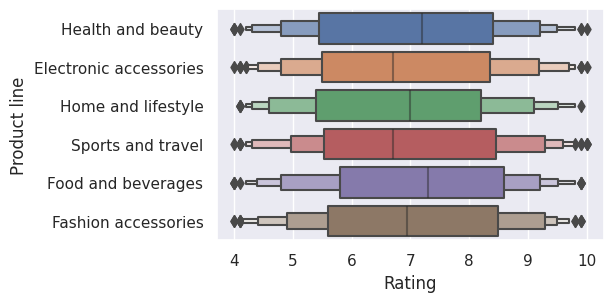 Product line
Health and beauty
Electronic accessories
Home and lifestyle
Sports and travel
Food and beverages
Fashion accessories
4 5 6 7 8 9 10
Rating